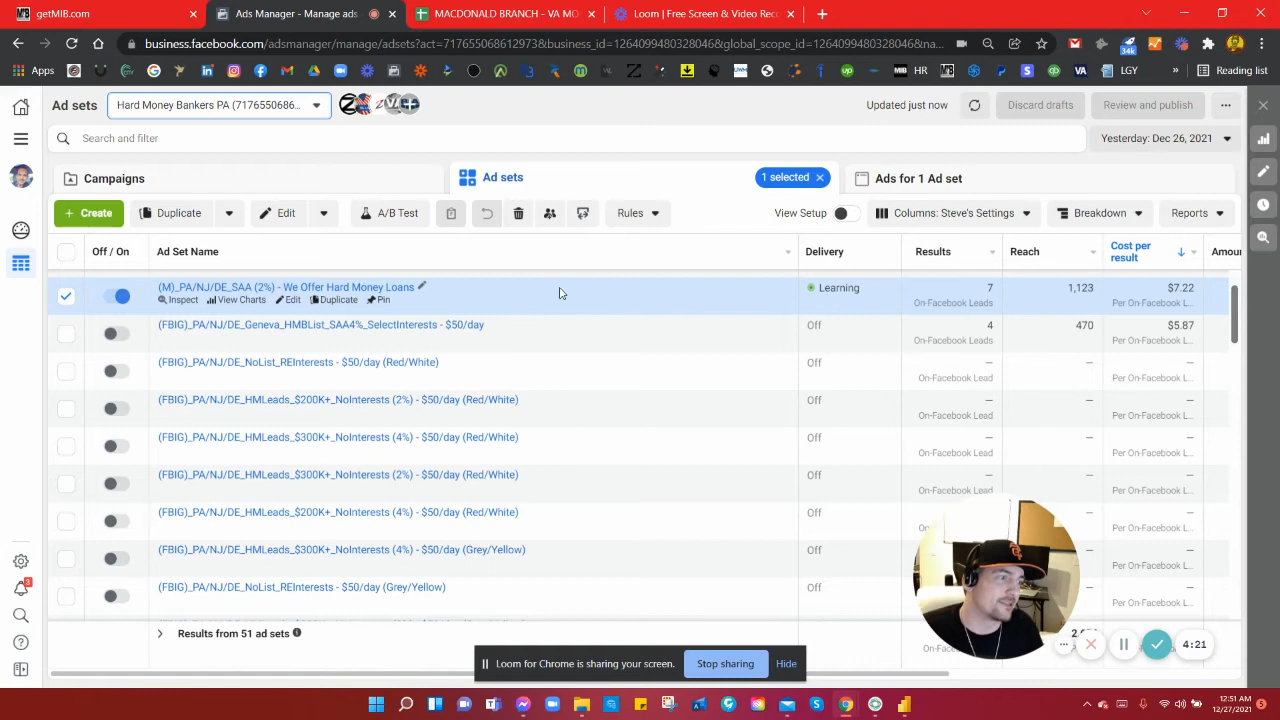 getMIB.com
Ads Manager - Manage ads
MACDONALD BRANCH - VA MO
Loom | Free Screen & Video Rec
business.facebook.com/adsmanager/manage/adsets?act=717655068612973&business_id=126409948032804 6&global_scope_id=126409948032804 6&na...
Apps
HR
LGY
Reading list
Ad sets
Hard Money Bankers PA (7176550686...
Updated just now
Discard drafts
Review and publish
Search and filter
Yesterday: Dec 26, 2021
Campaigns
Ad sets
1 selected
Ads for 1 Ad set
+ Create
Duplicate
Edit
A/B Test
Rules
View Setup
Columns: Steve's Settings
Breakdown
Reports
Off / On
Ad Set Name
Delivery
Results
Reach
Cost per result
Amour
(M)_PA/NJ/DE_SAA (2%) - We Offer Hard Money Loans
Inspect View Charts Edit Duplicate Pin
Learning
7
On-Facebook Leads
1,123
$7.22
Per On-Facebook L...
(FBIG)_PA/NJ/DE_Geneva_HMBList_SAA4%_SelectInterests - $50/day
Off
4
On-Facebook Leads
470
$5.87
Per On-Facebook L...
(FBIG)_PA/NJ/DE_NoList_REInterests - $50/day (Red/White)
Off
—
On-Facebook Lead
—
—
Per On-Facebook L...
(FBIG)_PA/NJ/DE_HMLeads_$200K+_NoInterests (2%) - $50/day (Red/White)
Off
—
On-Facebook Lead
—
—
Per On-Facebook L...
(FBIG)_PA/NJ/DE_HMLeads_$300K+_NoInterests (4%) - $50/day (Red/White)
Off
—
On-Facebook Lead
—
—
Per On-Facebook L...
(FBIG)_PA/NJ/DE_HMLeads_$300K+_NoInterests (2%) - $50/day (Red/White)
Off
—
On-Facebook Lead
—
—
Per On-Facebook L...
(FBIG)_PA/NJ/DE_HMLeads_$200K+_NoInterests (4%) - $50/day (Red/White)
Off
—
—
(FBIG)_PA/NJ/DE_HMLeads_$300K+_NoInterests (4%) - $50/day (Grey/Yellow)
Off
—
Per On-Facebook L...
(FBIG)_PA/NJ/DE_NoList_REInterests - $50/day (Grey/Yellow)
Off
—
Per On-Facebook L...
Results from 51 ad sets
Loom for Chrome is sharing your screen.
Stop sharing
Hide
4:21
12:51 AM
12/27/2021